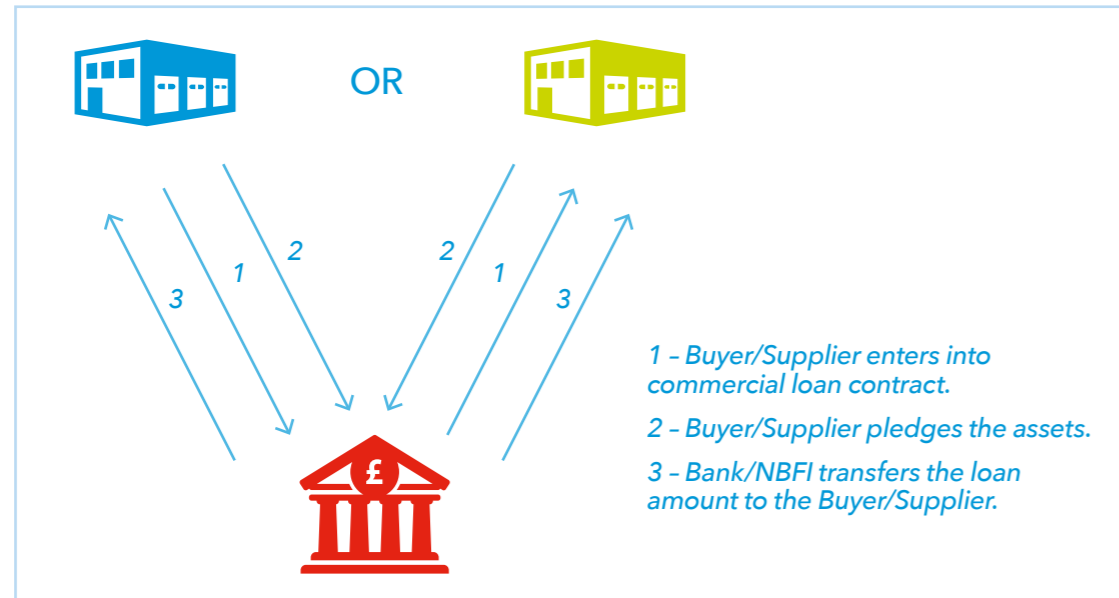 OR
3
1
2
2
1
3
1 – Buyer/Supplier enters into
commercial loan contract.
2 – Buyer/Supplier pledges the assets.
3 – Bank/NBFI transfers the loan
amount to the Buyer/Supplier.
£